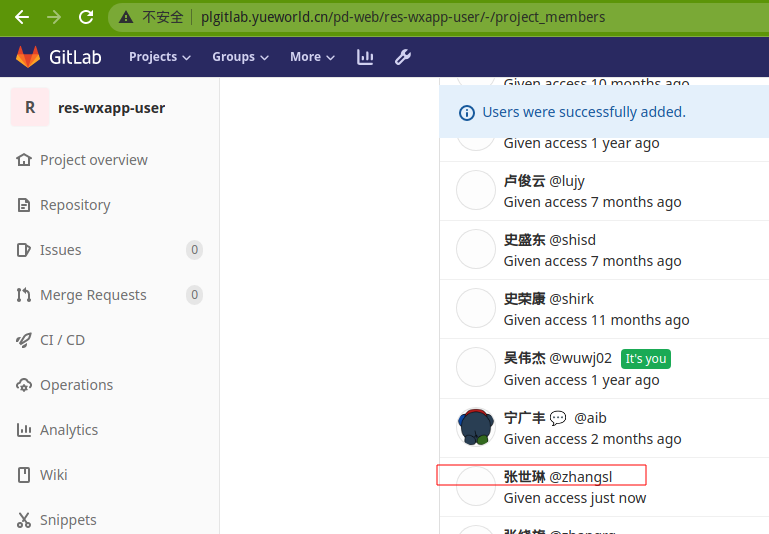 不安全
plgitlab.yueworld.cn/pd-web/res-wxapp-user/-/project_members
GitLab
Projects
Groups
More
R
res-wxapp-user
Project overview
Repository
Issues
0
Merge Requests
0
CI / CD
Operations
Analytics
Wiki
Snippets
Given access 10 months ago
Users were successfully added.
Given access 1 year ago
卢俊云 @lujy
Given access 7 months ago
史盛东 @shisd
Given access 7 months ago
史荣康 @shirk
Given access 11 months ago
吴伟杰 @wuwj02 It's you
Given access 1 year ago
宁广丰 @aib
Given access 2 months ago
张世琳 @zhangsl
Given access just now